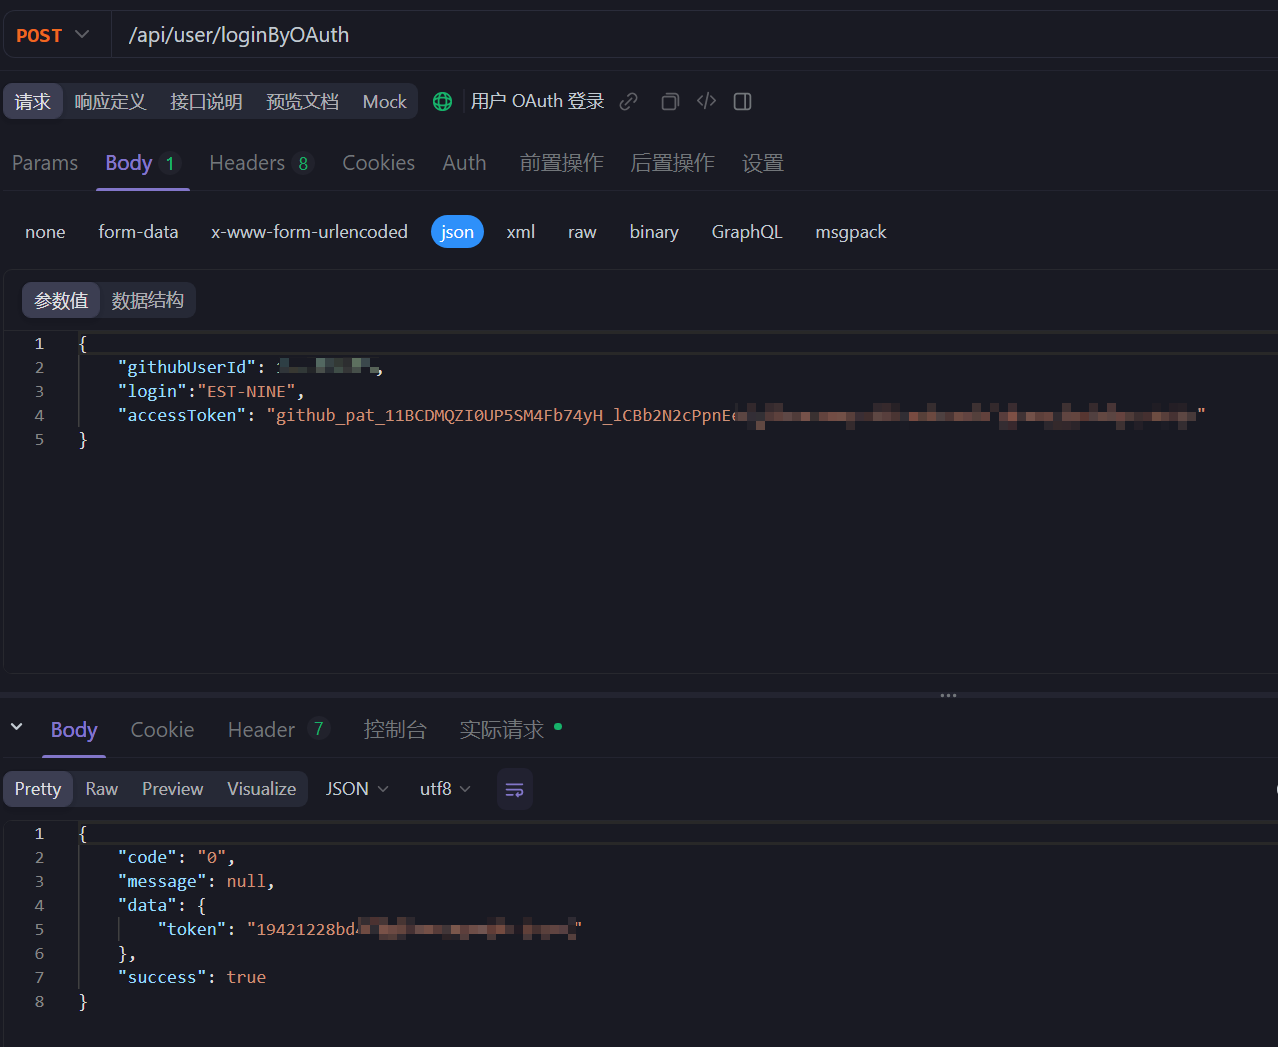 POST /api/user/loginByOAuth
请求 响应定义 接口说明 预览文档 Mock 用户 OAuth 登录
Params Body 1 Headers 8 Cookies Auth 前置操作 后置操作 设置
none form-data x-www-form-urlencoded json xml raw binary GraphQL msgpack
参数值 数据结构
1 {
2 "githubUserId": ,
3 "login":"EST-NINE",
4 "accessToken": "github_pat_11BCDMQZI0UP5SM4Fb74yH_lCBb2N2cPpnE "
5 }
Body Cookie Header 7 控制台 实际请求
Pretty Raw Preview Visualize JSON utf8
1 {
2 "code": "0",
3 "message": null,
4 "data": {
5 "token": "19421228bd "
6 },
7 "success": true
8 }